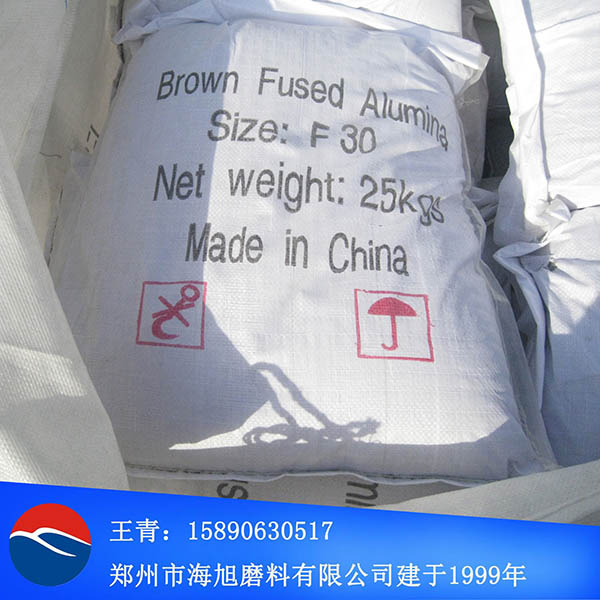 Brown Fused Alumina
Size: F 30
Net weight: 25kgs
Made in China
王青：15890630517
郑州市海旭磨料有限公司建于1999年